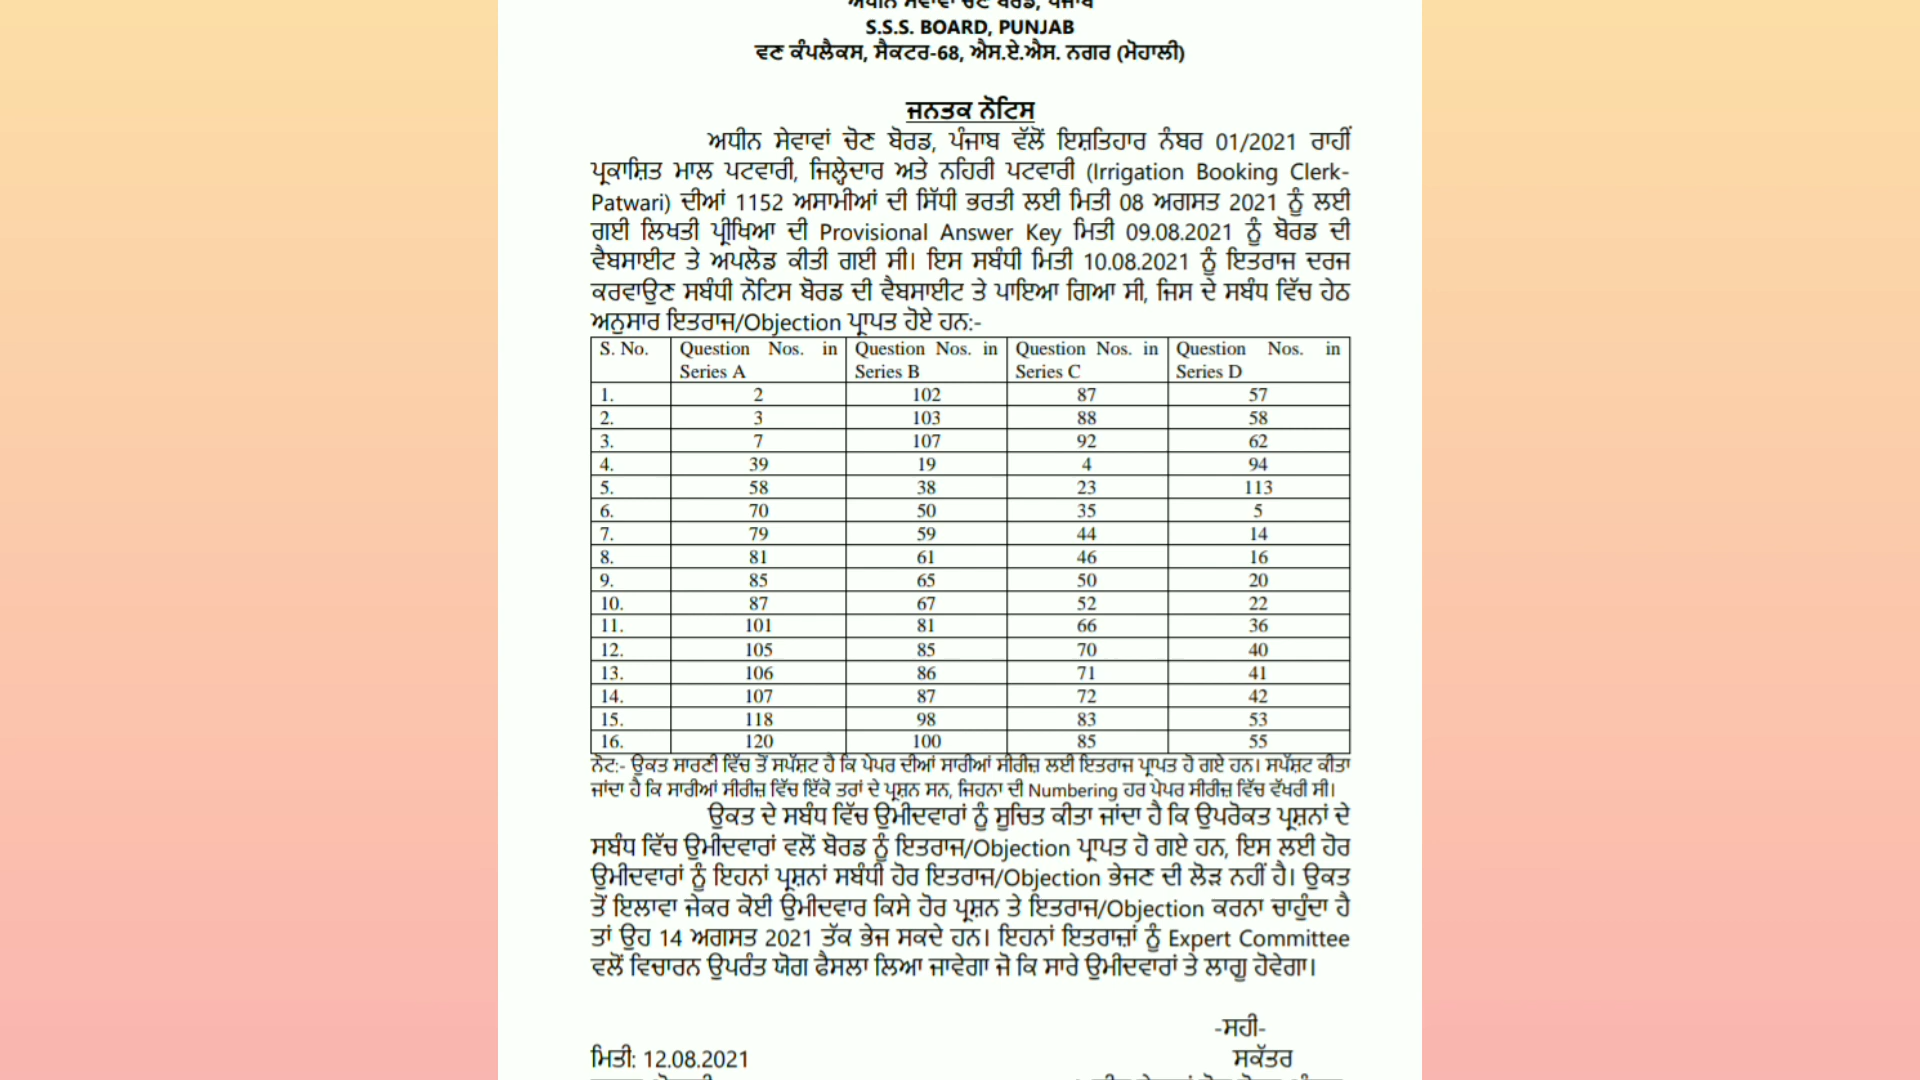 ਅਧੀਨ ਸੇਵਾਵਾਂ ਚੋਣ ਬੋਰਡ, ਪੰਜਾਬ
S.S.S. BOARD, PUNJAB
ਵਣ ਕੰਪਲੈਕਸ, ਸੈਕਟਰ-68, ਐਸ.ਏ.ਐਸ. ਨਗਰ (ਮੋਹਾਲੀ)
ਜਨਤਕ ਨੋਟਿਸ
ਅਧੀਨ ਸੇਵਾਵਾਂ ਚੋਣ ਬੋਰਡ, ਪੰਜਾਬ ਵੱਲੋਂ ਇਸ਼ਤਿਹਾਰ ਨੰਬਰ 01/2021 ਰਾਹੀਂ
ਪ੍ਰਕਾਸ਼ਿਤ ਮਾਲ ਪਟਵਾਰੀ, ਜਿਲ੍ਹੇਦਾਰ ਅਤੇ ਨਹਿਰੀ ਪਟਵਾਰੀ (Irrigation Booking Clerk-
Patwari) ਦੀਆਂ 1152 ਅਸਾਮੀਆਂ ਦੀ ਸਿੱਧੀ ਭਰਤੀ ਲਈ ਮਿਤੀ 08 ਅਗਸਤ 2021 ਨੂੰ ਲਈ
ਗਈ ਲਿਖਤੀ ਪ੍ਰੀਖਿਆ ਦੀ Provisional Answer Key ਮਿਤੀ 09.08.2021 ਨੂੰ ਬੋਰਡ ਦੀ
ਵੈਬਸਾਈਟ ਤੇ ਅਪਲੋਡ ਕੀਤੀ ਗਈ ਸੀ। ਇਸ ਸਬੰਧੀ ਮਿਤੀ 10.08.2021 ਨੂੰ ਇਤਰਾਜ ਦਰਜ
ਕਰਵਾਉਣ ਸਬੰਧੀ ਨੋਟਿਸ ਬੋਰਡ ਦੀ ਵੈਬਸਾਈਟ ਤੇ ਪਾਇਆ ਗਿਆ ਸੀ, ਜਿਸ ਦੇ ਸਬੰਧ ਵਿੱਚ ਹੇਠ
ਅਨੁਸਾਰ ਇਤਰਾਜ/Objection ਪ੍ਰਾਪਤ ਹੋਏ ਹਨ:-
S. No. Question Nos. in Series A Question Nos. in Series B Question Nos. in Series C Question Nos. in Series D
1. 2 102 87 57
2. 3 103 88 58
3. 7 107 92 62
4. 39 19 4 94
5. 58 38 23 113
6. 70 50 35 5
7. 79 59 44 14
8. 81 61 46 16
9. 85 65 50 20
10. 87 67 52 22
11. 101 81 66 36
12. 105 85 70 40
13. 106 86 71 41
14. 107 87 72 42
15. 118 98 83 53
16. 120 100 85 55
ਨੋਟ:- ਉਕਤ ਸਾਰਣੀ ਵਿੱਚ ਤੋਂ ਸਪੱਸ਼ਟ ਹੈ ਕਿ ਪੇਪਰ ਦੀਆਂ ਸਾਰੀਆਂ ਸੀਰੀਜ਼ ਲਈ ਇਤਰਾਜ ਪ੍ਰਾਪਤ ਹੋ ਗਏ ਹਨ। ਸਪੱਸ਼ਟ ਕੀਤਾ
ਜਾਂਦਾ ਹੈ ਕਿ ਸਾਰੀਆਂ ਸੀਰੀਜ਼ ਵਿੱਚ ਇੱਕੋ ਤਰਾਂ ਦੇ ਪ੍ਰਸ਼ਨ ਸਨ, ਜਿਹਨਾ ਦੀ Numbering ਹਰ ਪੇਪਰ ਸੀਰੀਜ਼ ਵਿੱਚ ਵੱਖਰੀ ਸੀ।
ਉਕਤ ਦੇ ਸਬੰਧ ਵਿੱਚ ਉਮੀਦਵਾਰਾਂ ਨੂੰ ਸੂਚਿਤ ਕੀਤਾ ਜਾਂਦਾ ਹੈ ਕਿ ਉਪਰੋਕਤ ਪ੍ਰਸ਼ਨਾਂ ਦੇ
ਸਬੰਧ ਵਿੱਚ ਉਮੀਦਵਾਰਾਂ ਵਲੋਂ ਬੋਰਡ ਨੂੰ ਇਤਰਾਜ/Objection ਪ੍ਰਾਪਤ ਹੋ ਗਏ ਹਨ, ਇਸ ਲਈ ਹੋਰ
ਉਮੀਦਵਾਰਾਂ ਨੂੰ ਇਹਨਾਂ ਪ੍ਰਸ਼ਨਾਂ ਸਬੰਧੀ ਹੋਰ ਇਤਰਾਜ/Objection ਭੇਜਣ ਦੀ ਲੋੜ ਨਹੀਂ ਹੈ। ਉਕਤ
ਤੋਂ ਇਲਾਵਾ ਜੇਕਰ ਕੋਈ ਉਮੀਦਵਾਰ ਕਿਸੇ ਹੋਰ ਪ੍ਰਸ਼ਨ ਤੇ ਇਤਰਾਜ/Objection ਕਰਨਾ ਚਾਹੁੰਦਾ ਹੈ
ਤਾਂ ਉਹ 14 ਅਗਸਤ 2021 ਤੱਕ ਭੇਜ ਸਕਦੇ ਹਨ। ਇਹਨਾਂ ਇਤਰਾਜ਼ਾਂ ਨੂੰ Expert Committee
ਵਲੋਂ ਵਿਚਾਰਨ ਉਪਰੰਤ ਯੋਗ ਫੈਸਲਾ ਲਿਆ ਜਾਵੇਗਾ ਜੋ ਕਿ ਸਾਰੇ ਉਮੀਦਵਾਰਾਂ ਤੇ ਲਾਗੂ ਹੋਵੇਗਾ।
-ਸਹੀ-
ਮਿਤੀ: 12.08.2021 ਸਕੱਤਰ